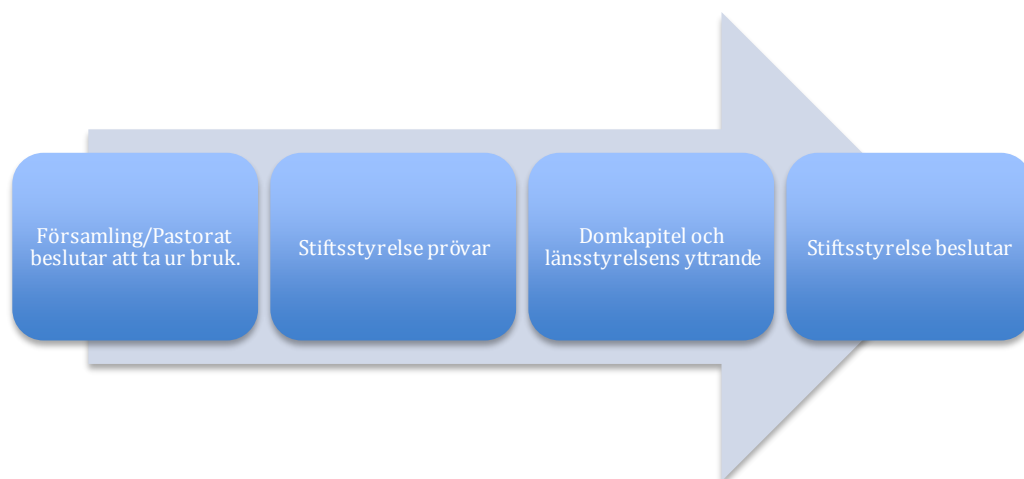 Församling/Pastorat
beslutar att ta ur bruk.
Stiftsstyrelse prövar
Domkapitel och
länsstyrelsens yttrande
Stiftsstyrelse beslutar